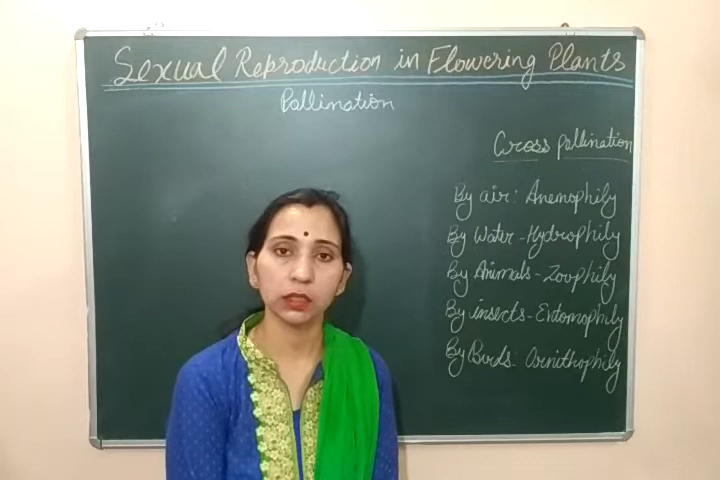 Sexual Reproduction in Flowering Plants
Pollination
Cross pollination
By air: Anemophily
By Water - Hydrophily
By Animals - Zoophily
By insects - Entomophily
By Birds - Ornithophily